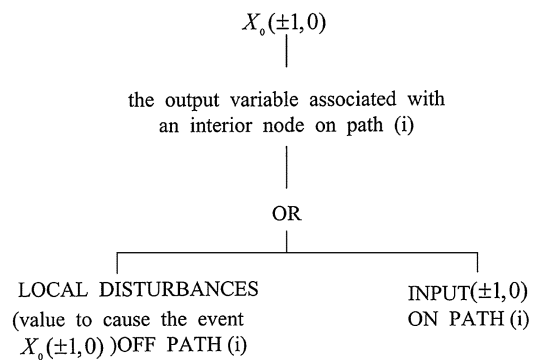 X₀(±1,0)
the output variable associated with
an interior node on path (i)
OR
LOCAL DISTURBANCES
(value to cause the event
X₀(±1,0))OFF PATH (i)
INPUT(±1,0)
ON PATH (i)